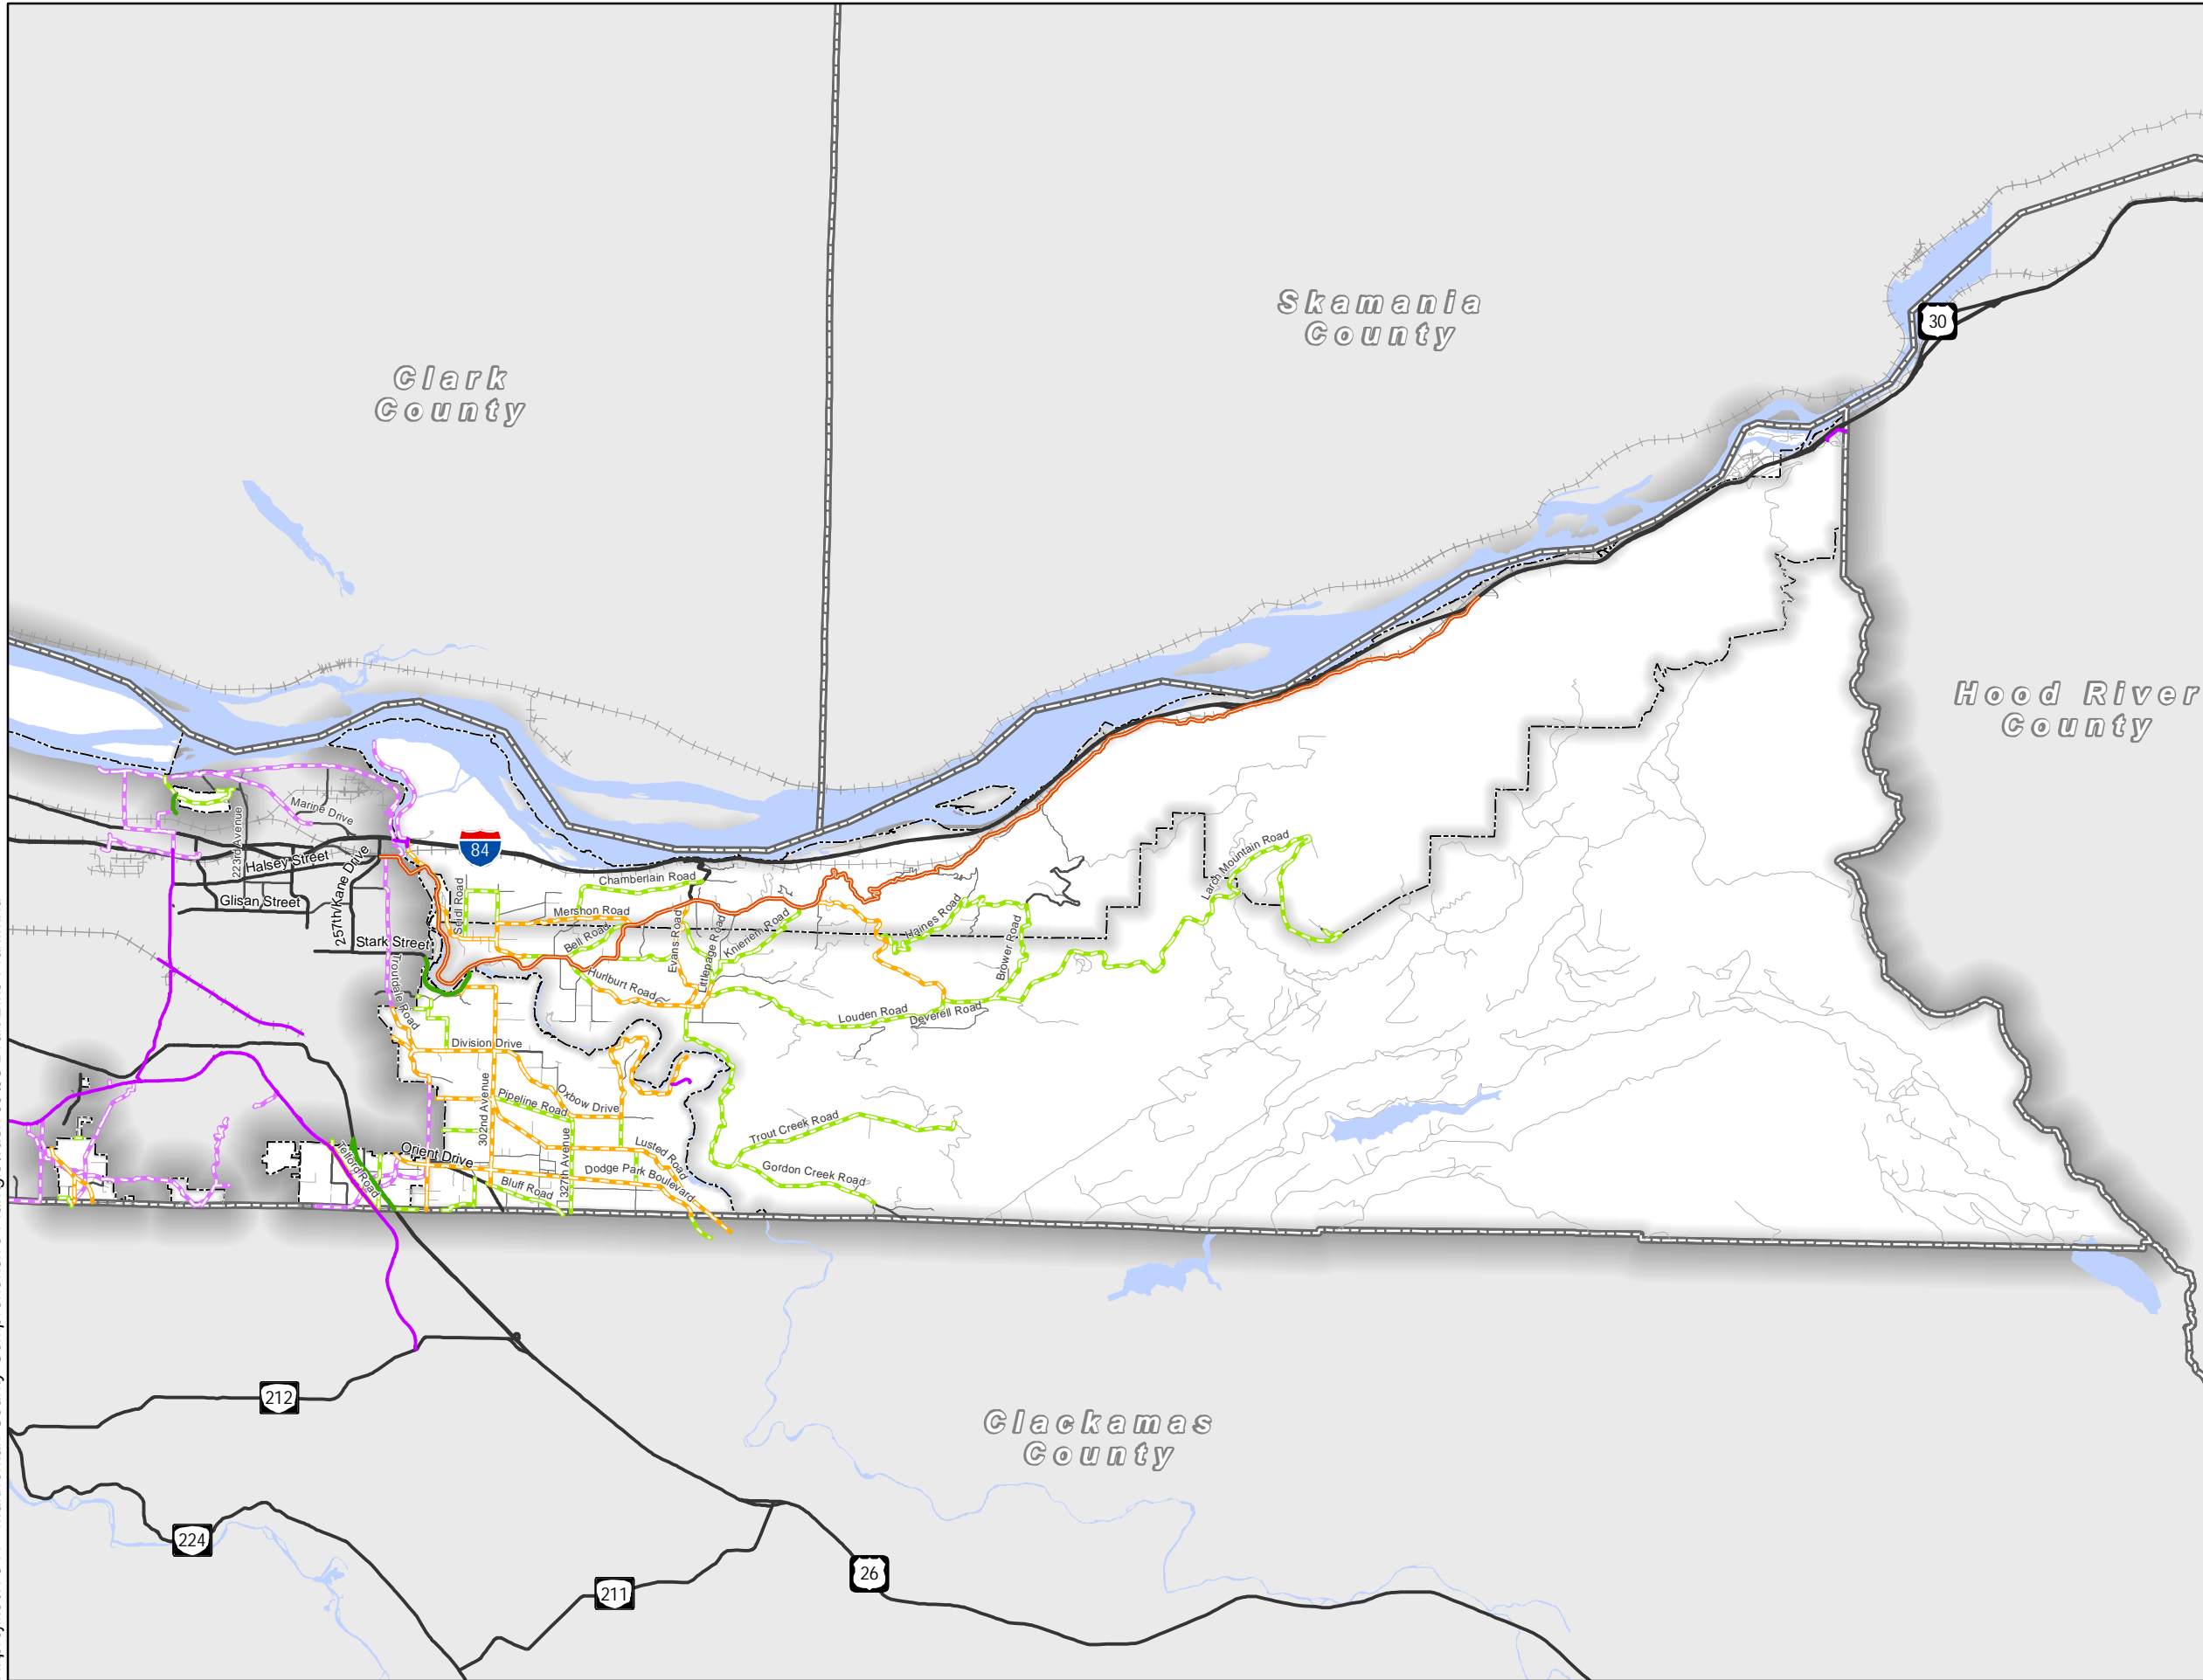 Skamania
County
30
Clark
County
Hood River
County
Marine Drive
223rd Avenue
Halsey Street
257th/Kane Drive
84
Glisan Street
Stark Street
Troutdale Road
Seidl Road
Chamberlain Road
Mershon Road
Bell Road
Evans Road
Littlepage Road
Knieriem Road
Hurlburt Road
Haines Road
Brower Road
Larch Mountain Road
Louden Road
Deverell Road
Division Drive
302nd Avenue
Pipeline Road
Oxbow Drive
327th Avenue
Trout Creek Road
Gordon Creek Road
Lusted Road
Dodge Park Boulevard
Bluff Road
Orient Drive
Telford Road
212
Clackamas
County
224
211
26